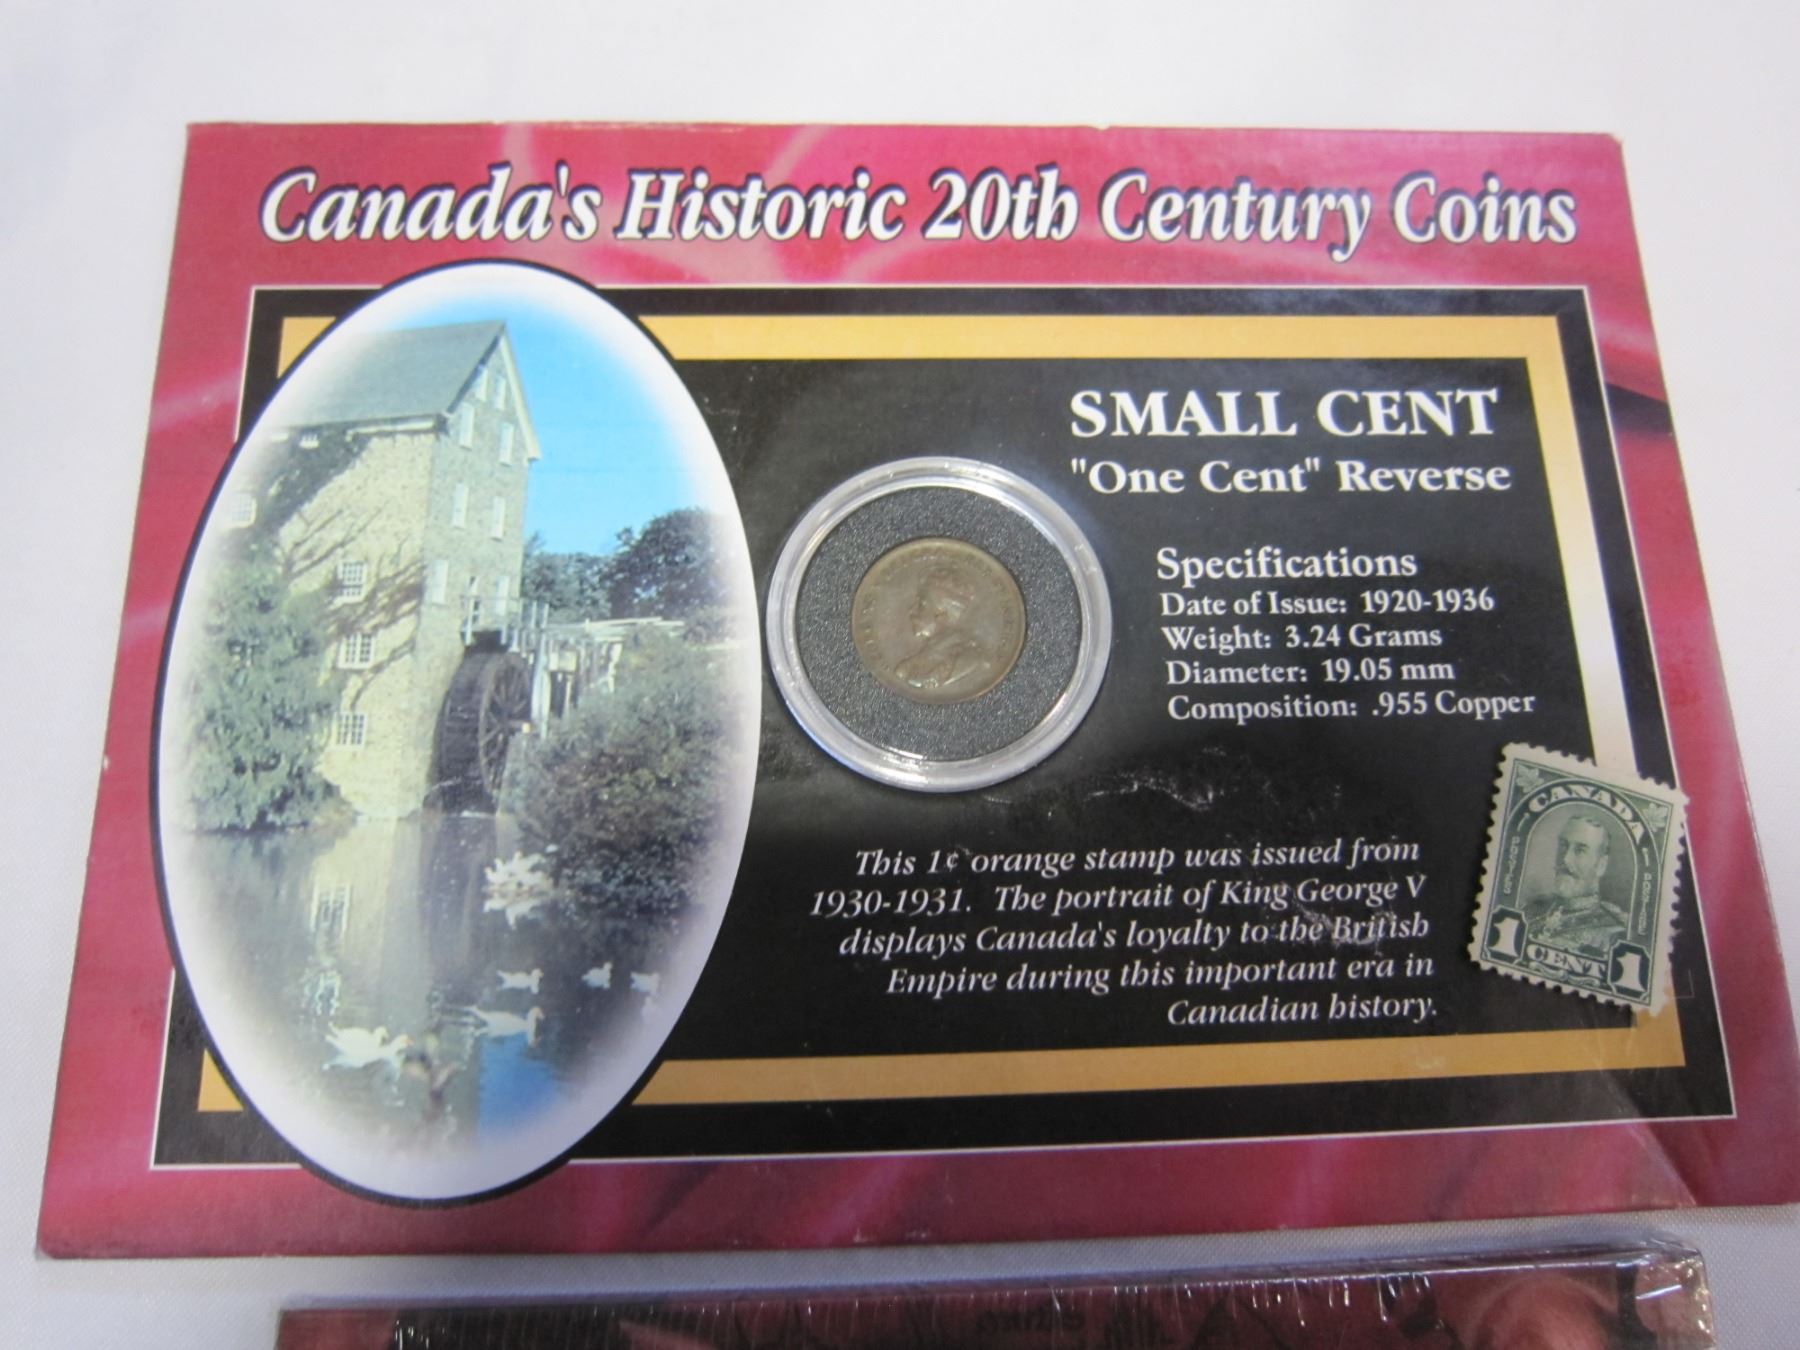 Canada's Historic 20th Century Coins
SMALL CENT
"One Cent" Reverse
Specifications
Date of Issue: 1920-1936
Weight: 3.24 Grams
Diameter: 19.05 mm
Composition: .955 Copper
This 1¢ orange stamp was issued from
1930-1931. The portrait of King George V
displays Canada's loyalty to the British
Empire during this important era in
Canadian history.
CANADA
1 CENT 1